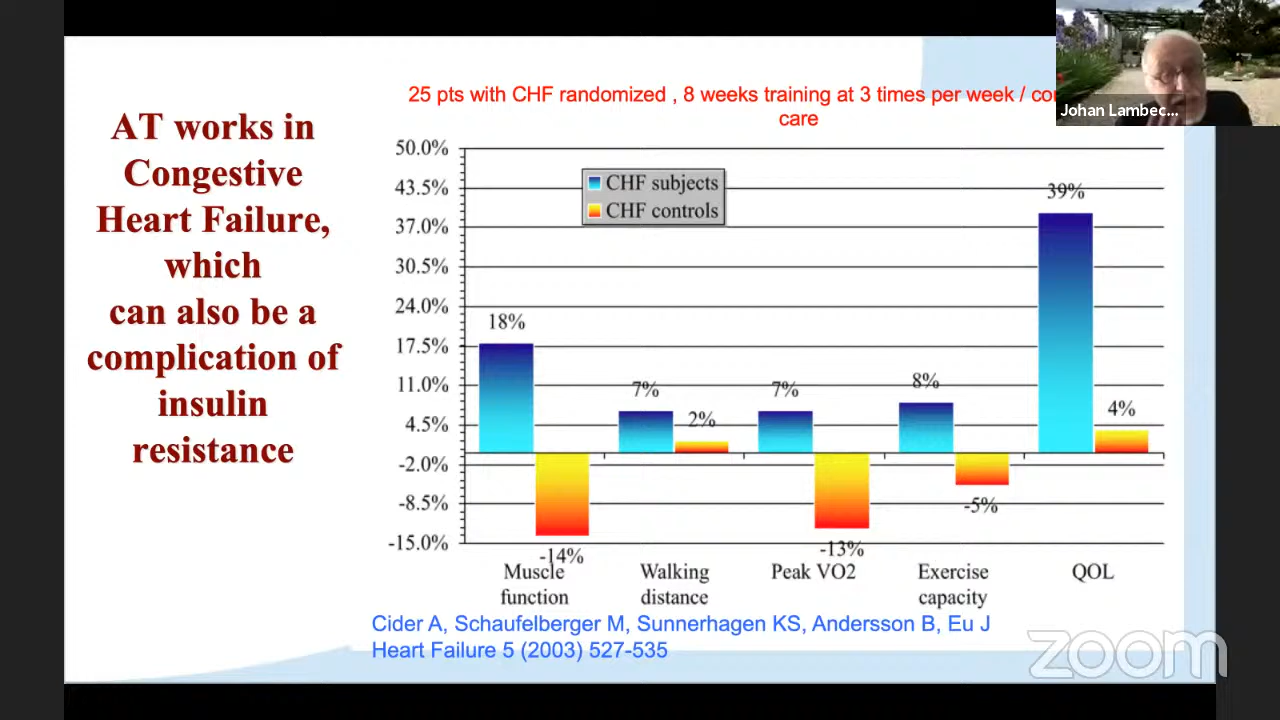 25 pts with CHF randomized , 8 weeks training at 3 times per week /
care
Johan Lambec...
AT works in
Congestive
Heart Failure,
which
can also be a
complication of
insulin
resistance
50.0%
43.5%
37.0%
30.5%
24.0%
17.5%
11.0%
4.5%
-2.0%
-8.5%
-15.0%
CHF subjects
CHF controls
18%
-14%
7%
2%
7%
-13%
8%
-5%
39%
4%
Muscle
function
Walking
distance
Peak VO2
Exercise
capacity
QOL
Cider A, Schaufelberger M, Sunnerhagen KS, Andersson B, Eu J
Heart Failure 5 (2003) 527-535
zoom